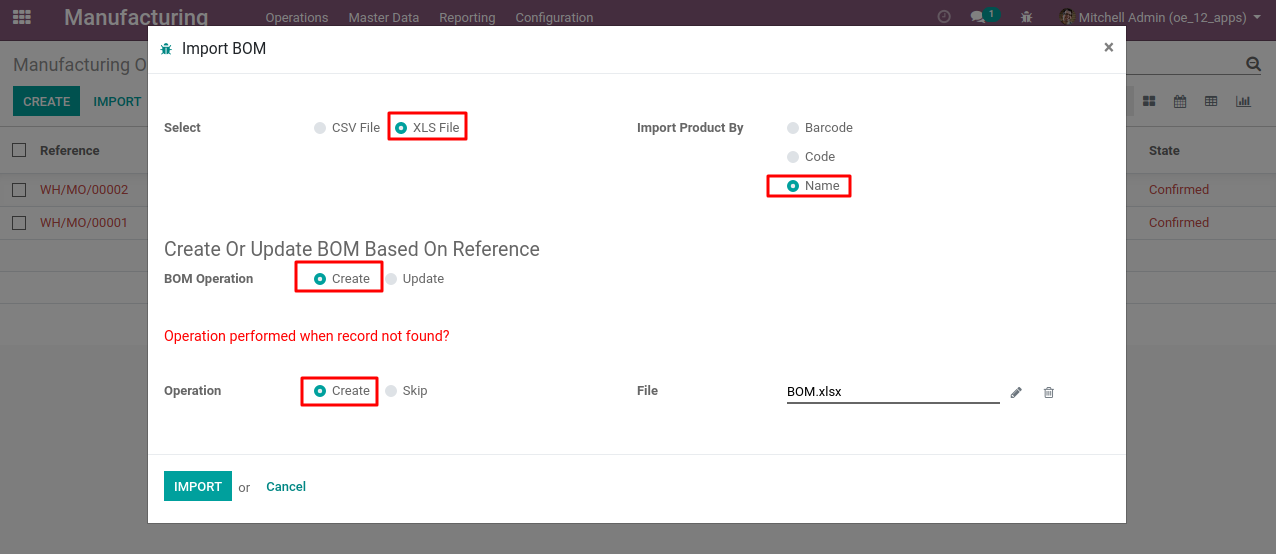 Manufacturing Operations Master Data Reporting Configuration 1 Mitchell Admin (oe_12_apps)
Import BOM ×
Manufacturing O
CREATE IMPORT
Select CSV File XLS File Import Product By Barcode
Code
Name
Reference State
WH/MO/00002 Confirmed
WH/MO/00001 Confirmed
Create Or Update BOM Based On Reference
BOM Operation Create Update
Operation performed when record not found?
Operation Create Skip File BOM.xlsx
IMPORT or Cancel